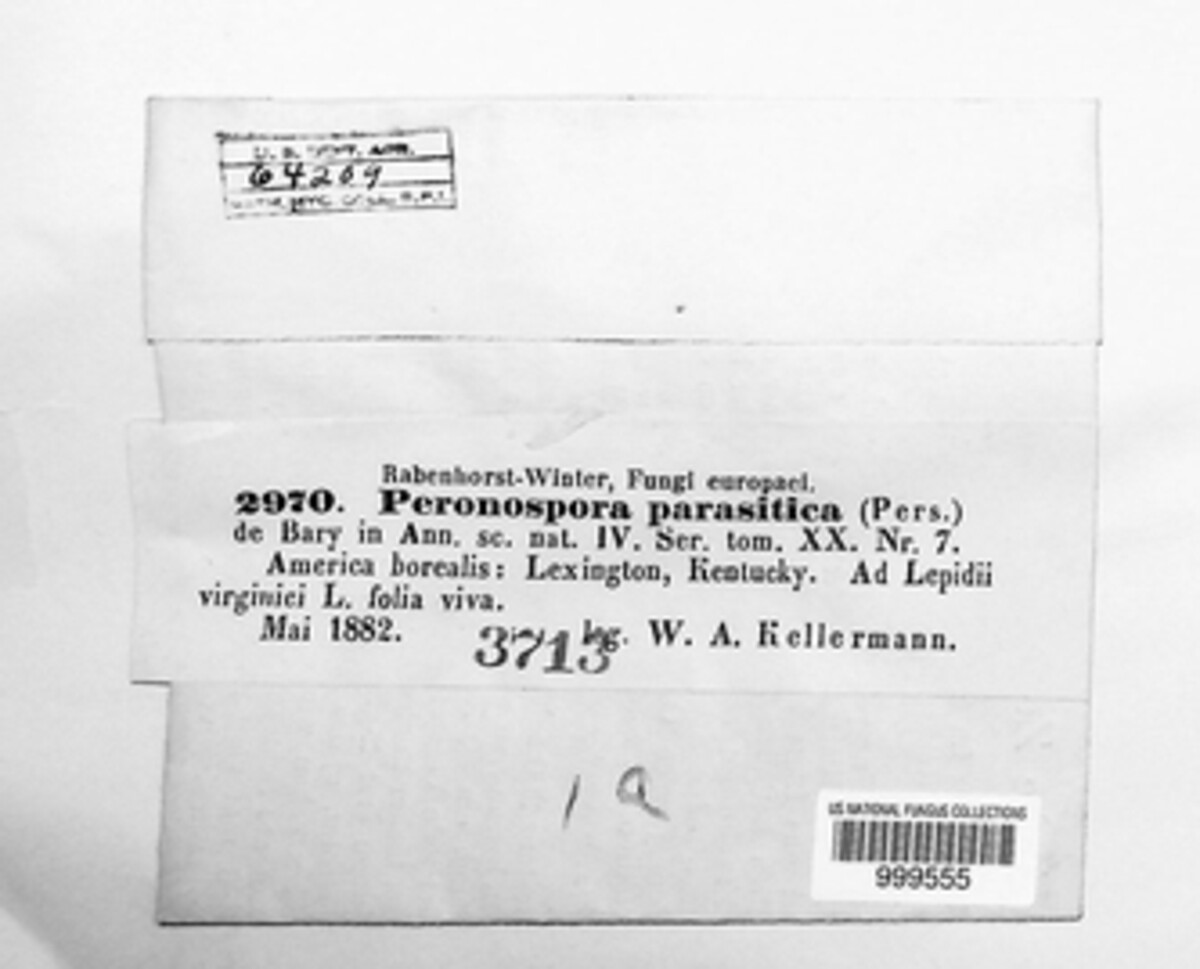 U. S. DEPT. AGR.
64209
Rabenhorst-Winter, Fungi europaei.
2970. Peronospora parasitica (Pers.)
de Bary in Ann. sc. nat. IV. Ser. tom. XX. Nr. 7.
America borealis: Lexington, Kentucky. Ad Lepidii
virginici L. folia viva.
Mai 1882. leg. W. A. Kellermann.
3713
1a
US NATIONAL FUNGUS COLLECTIONS
999555